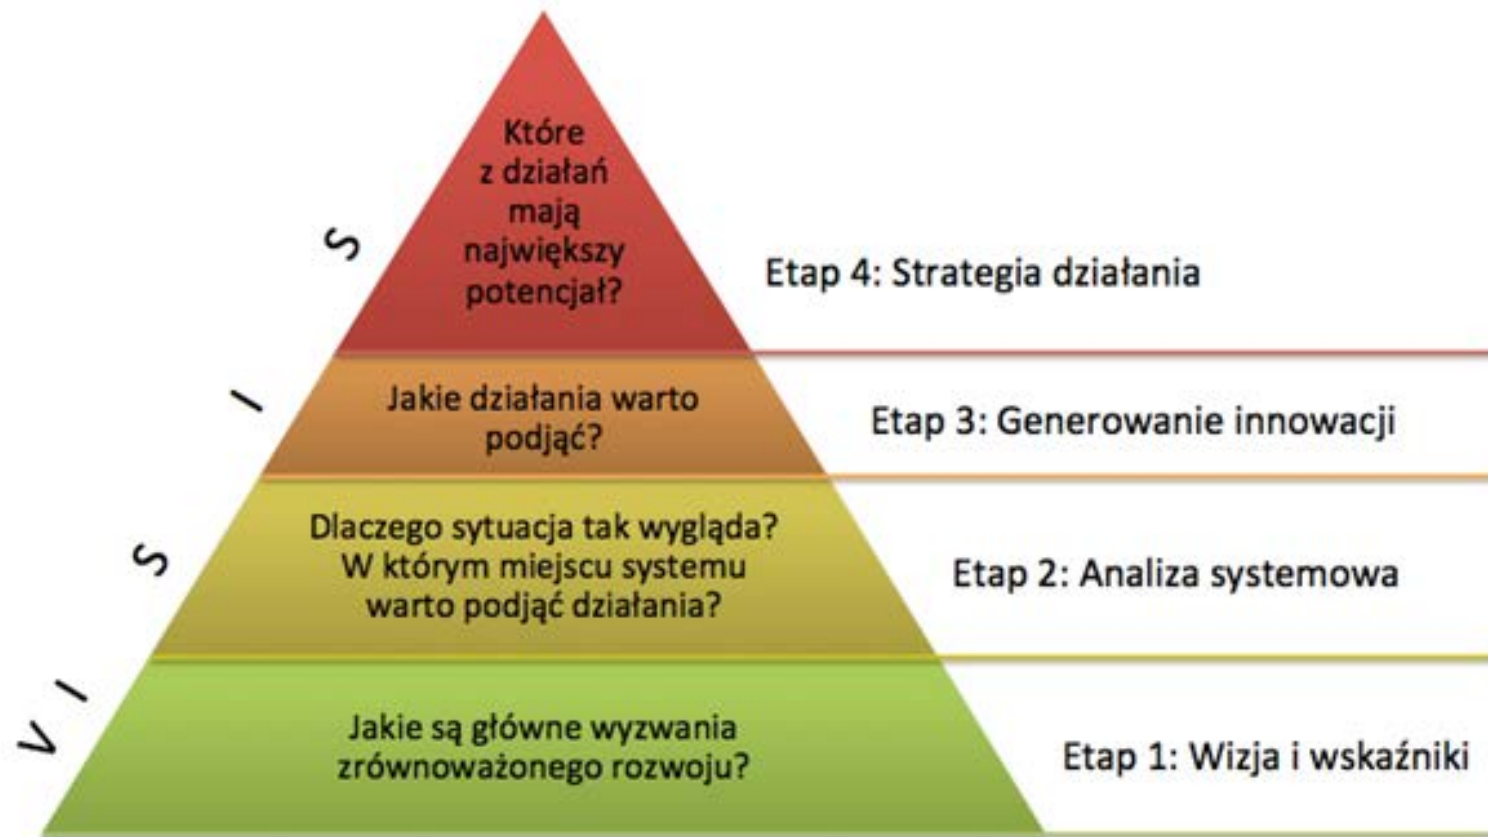 Które
z działań
mają
największy
potencjał?
S
Etap 4: Strategia działania
Jakie działania warto
podjąć?
I
Etap 3: Generowanie innowacji
Dlaczego sytuacja tak wygląda?
W którym miejscu systemu
warto podjąć działania?
S
Etap 2: Analiza systemowa
Jakie są główne wyzwania
zrównoważonego rozwoju?
V I
Etap 1: Wizja i wskaźniki